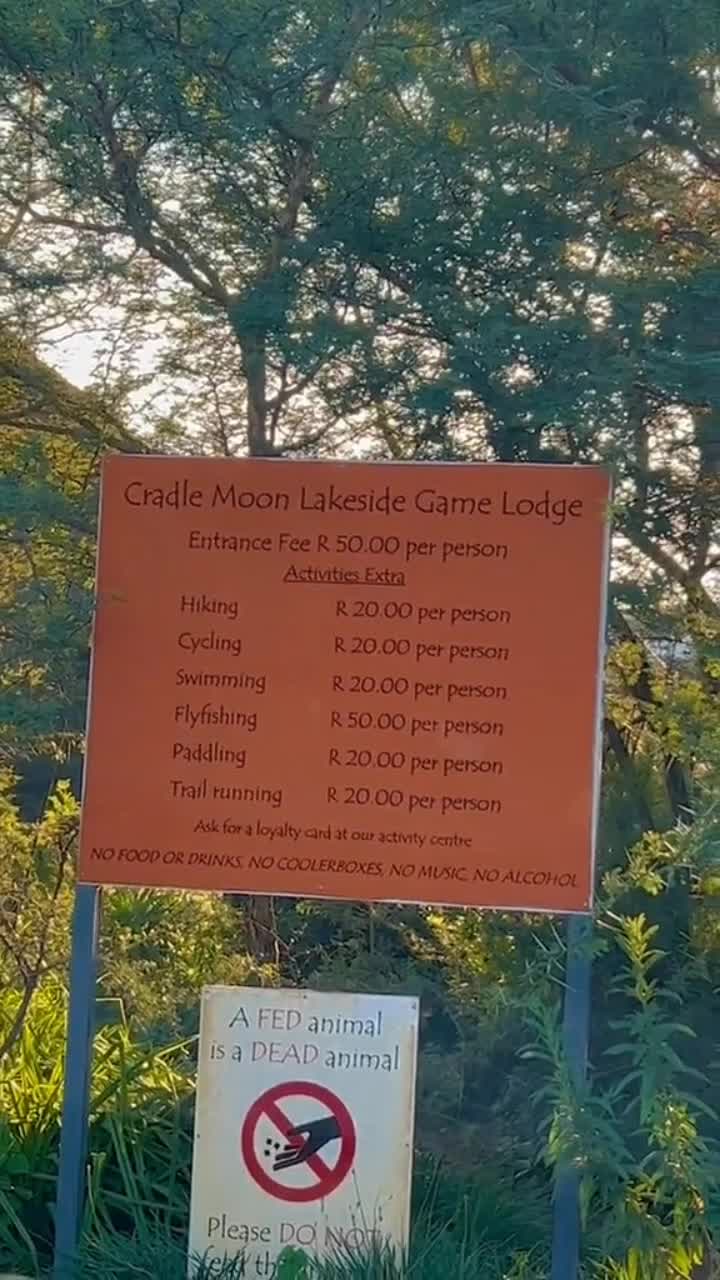 Cradle Moon Lakeside Game Lodge
Entrance Fee R 50.00 per person
Activities Extra
Hiking R 20.00 per person
Cycling R 20.00 per person
Swimming R 20.00 per person
Flyfishing R 50.00 per person
Paddling R 20.00 per person
Trail running R 20.00 per person
Ask for a loyalty card at our activity centre
NO FOOD OR DRINKS, NO COOLERBOXES, NO MUSIC, NO ALCOHOL
A FED animal
is a DEAD animal
Please DO NOT